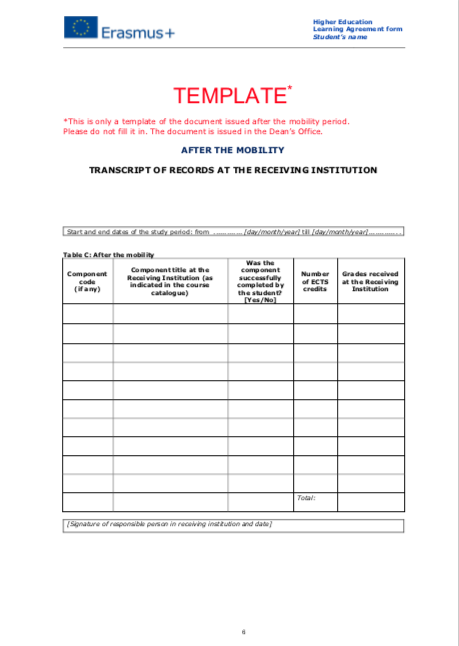 Erasmus+
Higher Education
Learning Agreement form
Student's name
TEMPLATE*
*This is only a template of the document issued after the mobility period.
Please do not fill it in. The document is issued in the Dean's Office.
AFTER THE MOBILITY
TRANSCRIPT OF RECORDS AT THE RECEIVING INSTITUTION
Start and end dates of the study period: from ............. [day/month/year] till [day/month/year] ..............
Table C: After the mobility
Component
code
(if any)
Component title at the
Receiving Institution (as
indicated in the course
catalogue)
Was the
component
successfully
completed by
the student?
[Yes/No]
Number
of ECTS
credits
Grades received
at the Receiving
Institution
Total:
[Signature of responsible person in receiving institution and date]
6